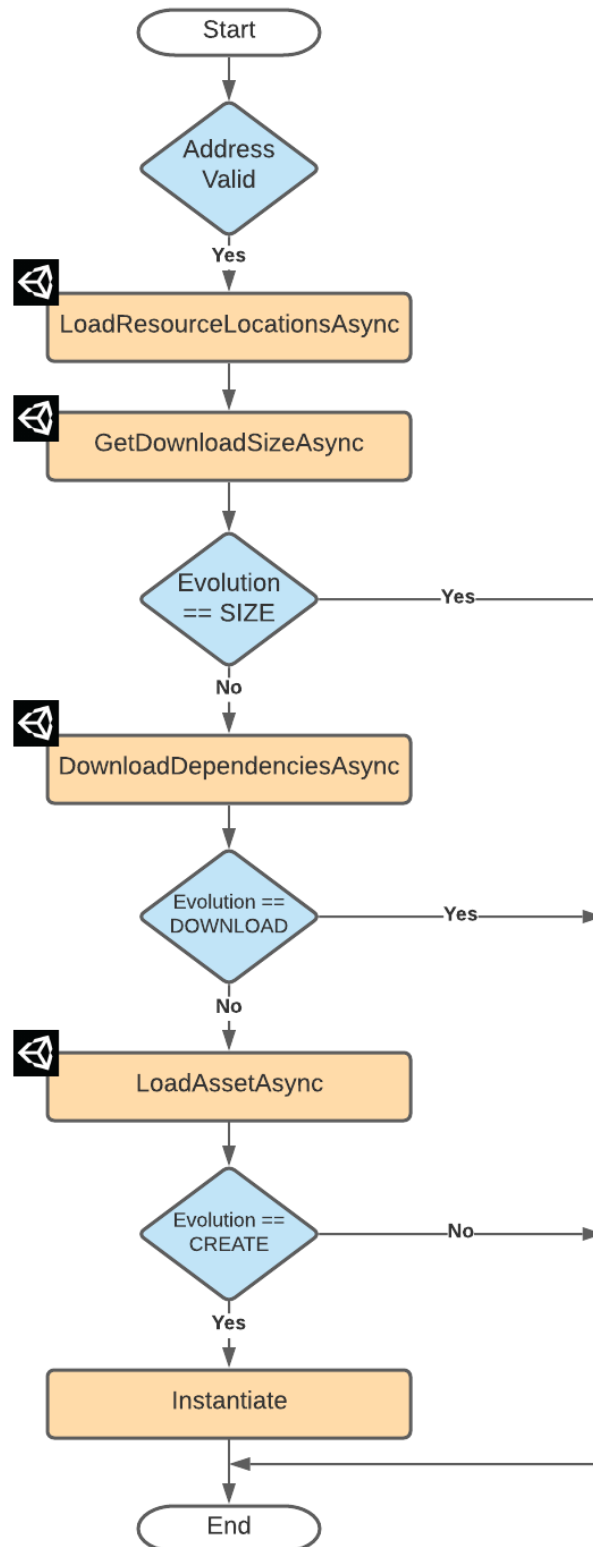 Start
Address
Valid
Yes
LoadResourceLocationsAsync
GetDownloadSizeAsync
Evolution
== SIZE
Yes
No
DownloadDependenciesAsync
Evolution ==
DOWNLOAD
Yes
No
LoadAssetAsync
Evolution ==
CREATE
No
Yes
Instantiate
End